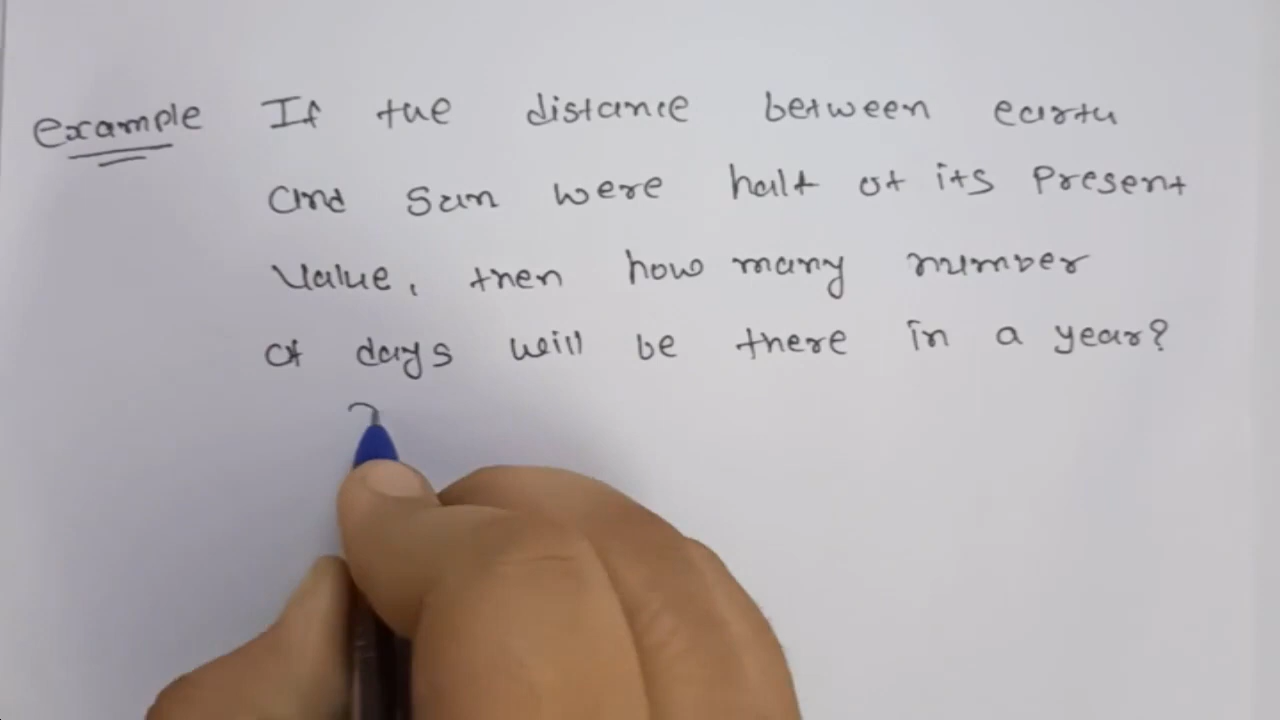 example If the distance between earth
and sun were half of its present
value, then how many number
of days will be there in a year?